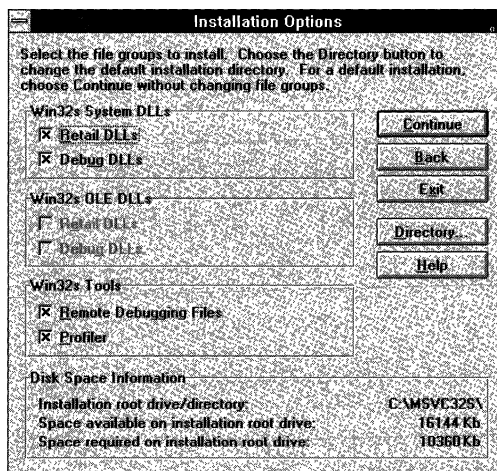 Installation Options
Select the file groups to install. Choose the Directory button to
change the default installation directory. For a default installation,
choose Continue without changing file groups.
Win32s System DLLs
Retail DLLs
Debug DLLs
Win32s OLE DLLs
Retail DLLs
Debug DLLs
Win32s Tools
Remote Debugging Files
Profiler
Continue
Back
Exit
Directory...
Help
Disk Space Information
Installation root drive/directory: C:\MSVC32S\
Space available on installation root drive: 16144 Kb
Space required on installation root drive: 10360 Kb